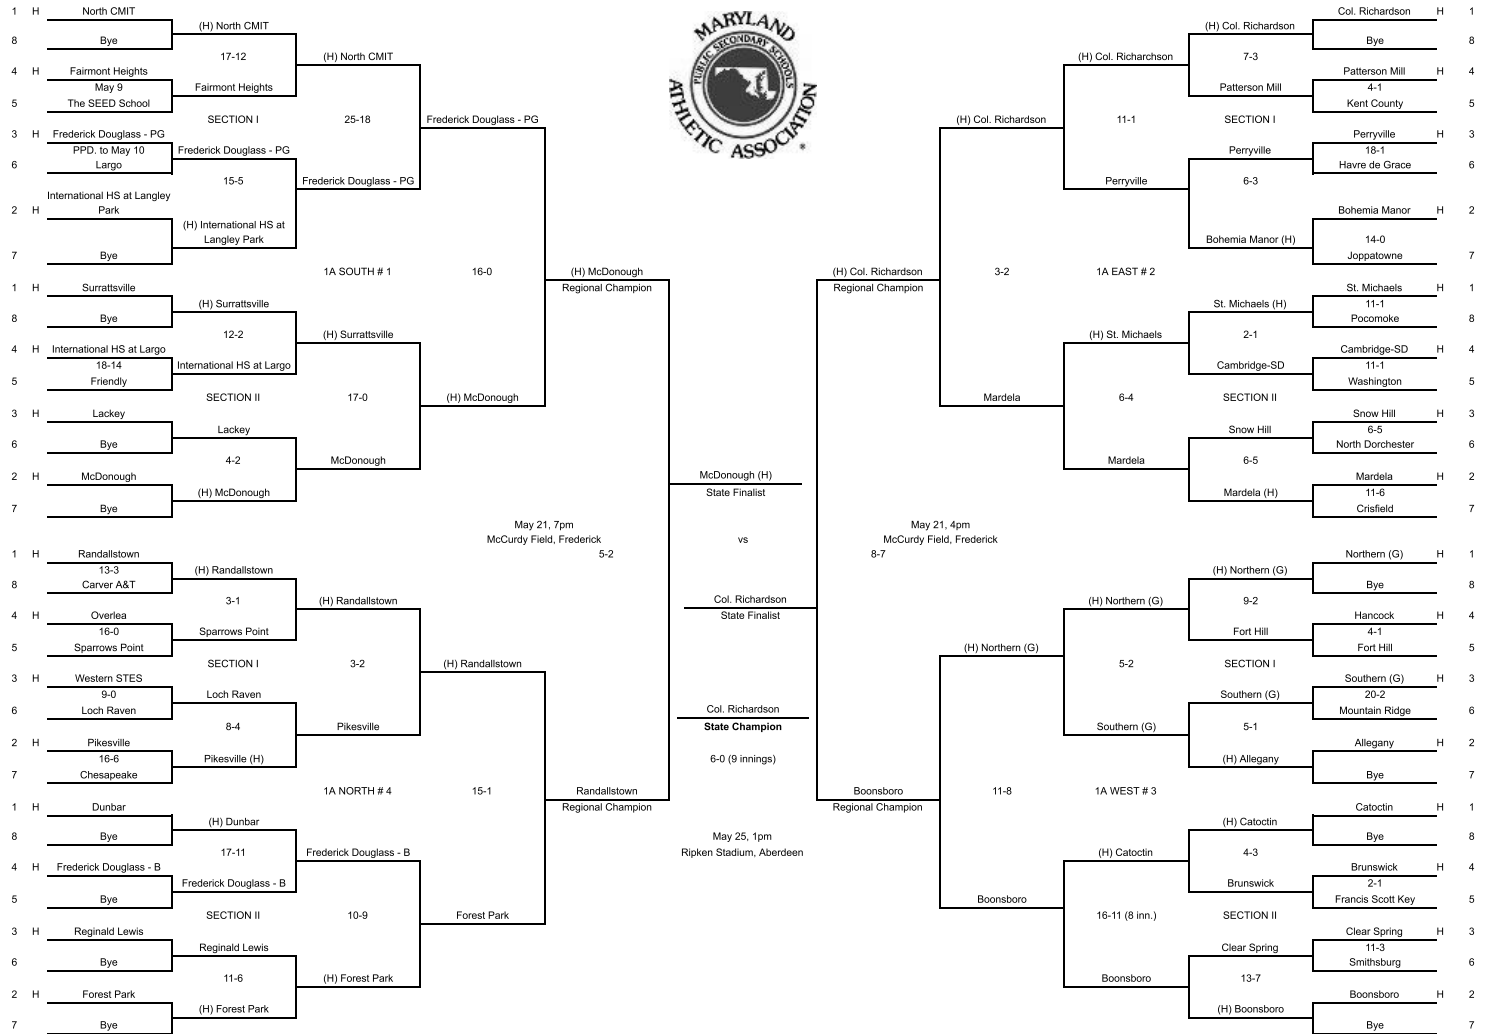 1 H North CMIT
8 Bye
(H) North CMIT
17-12
4 H Fairmont Heights
May 9
5 The SEED School
Fairmont Heights
(H) North CMIT
SECTION I
25-18
3 H Frederick Douglass - PG
PPD. to May 10
6 Largo
Frederick Douglass - PG
15-5
2 H International HS at Langley
Park
7 Bye
(H) International HS at
Langley Park
Frederick Douglass - PG
Frederick Douglass - PG
1A SOUTH # 1
16-0
1 H Surrattsville
8 Bye
(H) Surrattsville
12-2
4 H International HS at Largo
18-14
5 Friendly
International HS at Largo
(H) Surrattsville
SECTION II
17-0
3 H Lackey
6 Bye
Lackey
4-2
2 H McDonough
7 Bye
(H) McDonough
McDonough
(H) McDonough
(H) McDonough
Regional Champion
1 H Randallstown
13-3
8 Carver A&T
(H) Randallstown
3-1
4 H Overlea
16-0
5 Sparrows Point
Sparrows Point
(H) Randallstown
SECTION I
3-2
3 H Western STES
9-0
6 Loch Raven
Loch Raven
8-4
2 H Pikesville
16-6
7 Chesapeake
Pikesville (H)
Pikesville
(H) Randallstown
1A NORTH # 4
15-1
1 H Dunbar
8 Bye
(H) Dunbar
17-11
4 H Frederick Douglass - B
5 Bye
Frederick Douglass - B
Frederick Douglass - B
SECTION II
10-9
3 H Reginald Lewis
6 Bye
Reginald Lewis
11-6
2 H Forest Park
7 Bye
(H) Forest Park
(H) Forest Park
Forest Park
Randallstown
Regional Champion
May 21, 7pm
McCurdy Field, Frederick
5-2
MARYLAND
PUBLIC SECONDARY SCHOOLS
ATHLETIC ASSOCIATION
®
McDonough (H)
State Finalist
vs
Col. Richardson
State Finalist
Col. Richardson
State Champion
6-0 (9 innings)
May 25, 1pm
Ripken Stadium, Aberdeen
May 21, 4pm
McCurdy Field, Frederick
8-7
(H) Col. Richardson
Regional Champion
(H) Col. Richardson
3-2
1A EAST # 2
(H) Col. Richarchson
11-1
(H) Col. Richardson
7-3
Patterson Mill
SECTION I
Col. Richardson H 1
Bye 8
Patterson Mill H 4
4-1
Kent County 5
Perryville H 3
18-1
Havre de Grace 6
Perryville
6-3
Perryville
Bohemia Manor H 2
14-0
Joppatowne 7
Bohemia Manor (H)
St. Michaels H 1
11-1
Pocomoke 8
St. Michaels (H)
2-1
(H) St. Michaels
Cambridge-SD H 4
11-1
Washington 5
Cambridge-SD
SECTION II
6-4
Mardela
Snow Hill H 3
6-5
North Dorchester 6
Snow Hill
6-5
Mardela
Mardela H 2
11-6
Crisfield 7
Mardela (H)
Northern (G) H 1
Bye 8
(H) Northern (G)
9-2
(H) Northern (G)
Hancock H 4
4-1
Fort Hill 5
Fort Hill
SECTION I
5-2
(H) Northern (G)
Southern (G) H 3
20-2
Mountain Ridge 6
Southern (G)
5-1
Southern (G)
Allegany H 2
Bye 7
(H) Allegany
1A WEST # 3
11-8
Boonsboro
Regional Champion
Catoctin H 1
Bye 8
(H) Catoctin
4-3
(H) Catoctin
Brunswick H 4
2-1
Francis Scott Key 5
Brunswick
SECTION II
16-11 (8 inn.)
Boonsboro
Clear Spring H 3
11-3
Smithsburg 6
Clear Spring
13-7
Boonsboro
Boonsboro H 2
Bye 7
(H) Boonsboro